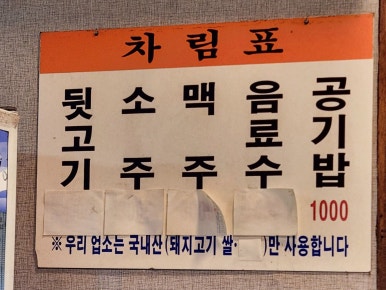 차림표
뒷고기
소주
맥주
음료수
공기밥
1000
※우리 업소는 국내산(돼지고기 쌀· )만 사용합니다